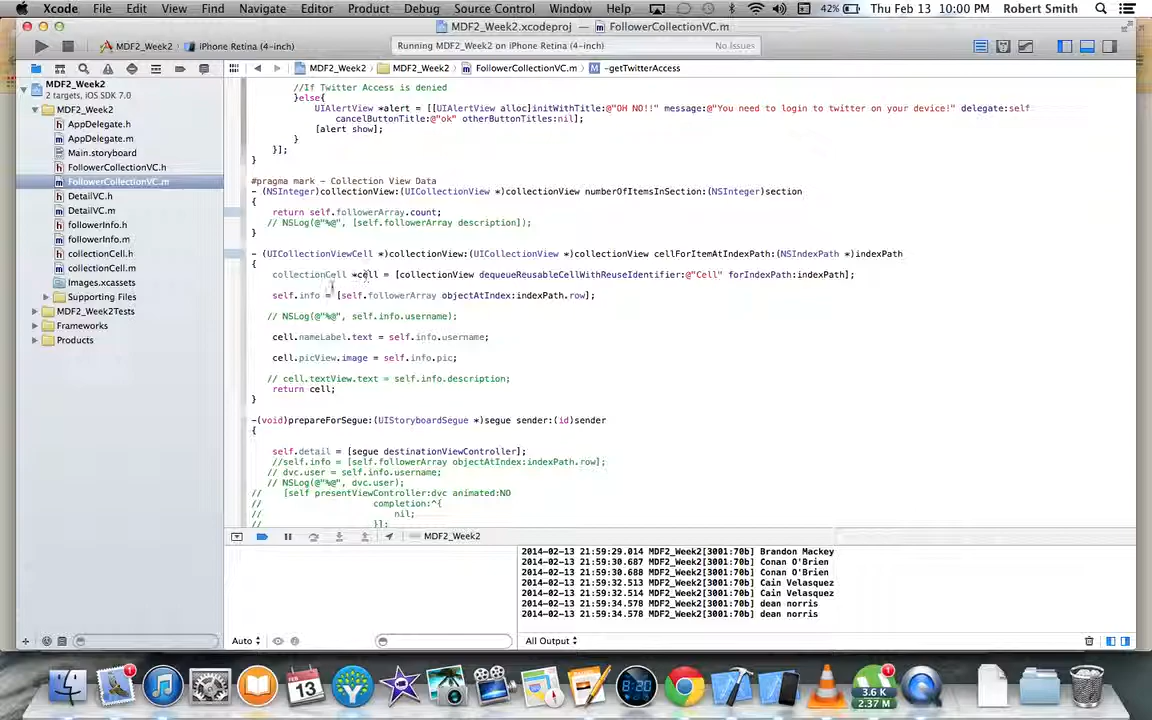 Xcode File Edit View Find Navigate Editor Product Debug Source Control Window Help 42% Thu Feb 13 10:00 PM Robert Smith
MDF2_Week2.xcodeproj — FollowerCollectionVC.m
MDF2_Week2 iPhone Retina (4-inch) Running MDF2_Week2 on iPhone Retina (4-inch) No Issues
MDF2_Week2 MDF2_Week2 FollowerCollectionVC.m M -getTwitterAccess
MDF2_Week2
2 targets, iOS SDK 7.0
MDF2_Week2
h AppDelegate.h
m AppDelegate.m
Main.storyboard
h FollowerCollectionVC.h
m FollowerCollectionVC.m
h DetailVC.h
m DetailVC.m
h followerInfo.h
m followerInfo.m
h collectionCell.h
m collectionCell.m
Images.xcassets
Supporting Files
MDF2_Week2Tests
Frameworks
Products
//If Twitter Access is denied
}else{
UIAlertView *alert = [[UIAlertView alloc]initWithTitle:@"OH NO!!" message:@"You need to login to twitter on your device!" delegate:self
cancelButtonTitle:@"ok" otherButtonTitles:nil];
[alert show];
}
}];
}
#pragma mark - Collection View Data
- (NSInteger)collectionView:(UICollectionView *)collectionView numberOfItemsInSection:(NSInteger)section
{
return self.followerArray.count;
// NSLog(@"%@", [self.followerArray description]);
}
- (UICollectionViewCell *)collectionView:(UICollectionView *)collectionView cellForItemAtIndexPath:(NSIndexPath *)indexPath
{
collectionCell *cell = [collectionView dequeueReusableCellWithReuseIdentifier:@"Cell" forIndexPath:indexPath];
self.info = [self.followerArray objectAtIndex:indexPath.row];
// NSLog(@"%@", self.info.username);
cell.nameLabel.text = self.info.username;
cell.picView.image = self.info.pic;
// cell.textView.text = self.info.description;
return cell;
}
-(void)prepareForSegue:(UIStoryboardSegue *)segue sender:(id)sender
{
self.detail = [segue destinationViewController];
//self.info = [self.followerArray objectAtIndex:indexPath.row];
// dvc.user = self.info.username;
// NSLog(@"%@", dvc.user);
// [self presentViewController:dvc animated:NO
// completion:^{
// nil;
// }];
MDF2_Week2
2014-02-13 21:59:29.014 MDF2_Week2[3001:70b] Brandon Mackey
2014-02-13 21:59:30.687 MDF2_Week2[3001:70b] Conan O'Brien
2014-02-13 21:59:30.688 MDF2_Week2[3001:70b] Conan O'Brien
2014-02-13 21:59:32.513 MDF2_Week2[3001:70b] Cain Velasquez
2014-02-13 21:59:32.514 MDF2_Week2[3001:70b] Cain Velasquez
2014-02-13 21:59:34.578 MDF2_Week2[3001:70b] dean norris
2014-02-13 21:59:34.578 MDF2_Week2[3001:70b] dean norris
Auto All Output
FEB
13
8:20
3.6 K
2.37 M
1
1